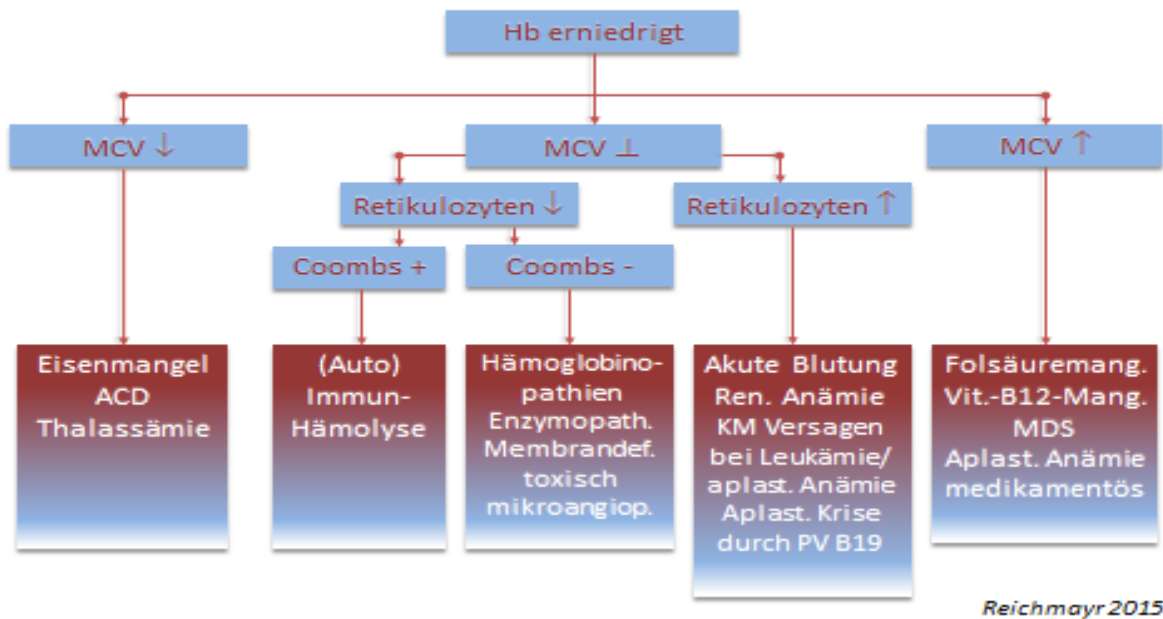 Hb erniedrigt
MCV ↓
MCV ⊥
MCV ↑
Retikulozyten ↓
Retikulozyten ↑
Coombs +
Coombs -
Eisenmangel
ACD
Thalassämie
(Auto)
Immun-
Hämolyse
Hämoglobino-
pathien
Enzymopath.
Membrandef.
toxisch
mikroangiop.
Akute Blutung
Ren. Anämie
KM Versagen
bei Leukämie/
aplast. Anämie
Aplast. Krise
durch PV B19
Folsäuremang.
Vit.-B12-Mang.
MDS
Aplast. Anämie
medikamentös
Reichmayr 2015